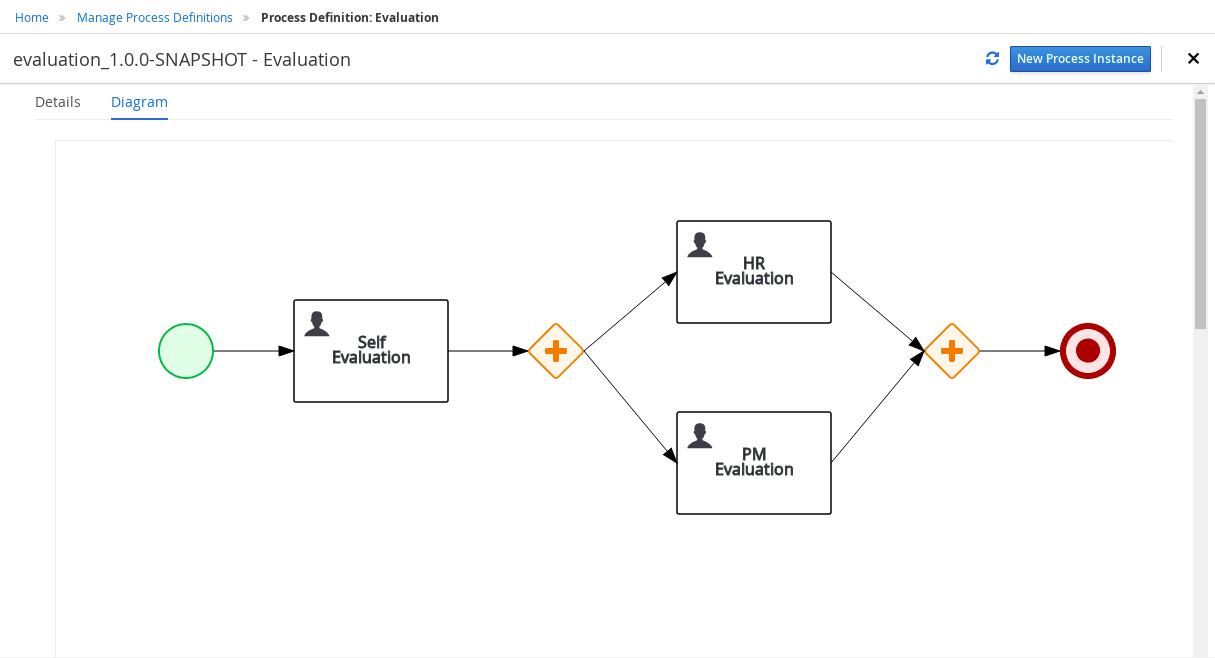 Home » Manage Process Definitions » Process Definition: Evaluation
evaluation_1.0.0-SNAPSHOT - Evaluation
New Process Instance
Details
Diagram
Self
Evaluation
HR
Evaluation
PM
Evaluation